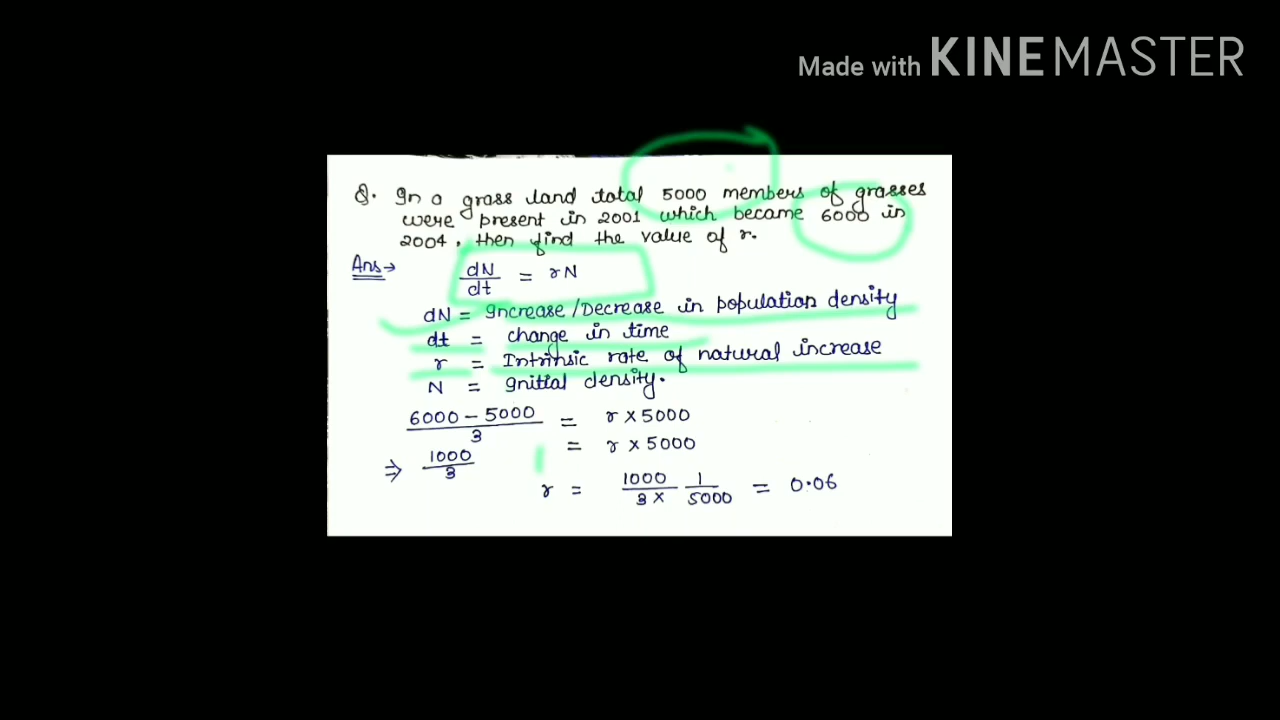 Made with KINEMASTER
Q. In a grass land total 5000 members of grasses
were present in 2001 which became 6000 in
2004, then find the value of r.
Ans→
dN/dt = rN
dN = Increase/Decrease in population density
dt = change in time
r = Intrinsic rate of natural increase
N = Initial density.
6000 – 5000/3 = r × 5000
⇒ 1000/3 = r × 5000
r = 1000/3 × 1/5000 = 0.06